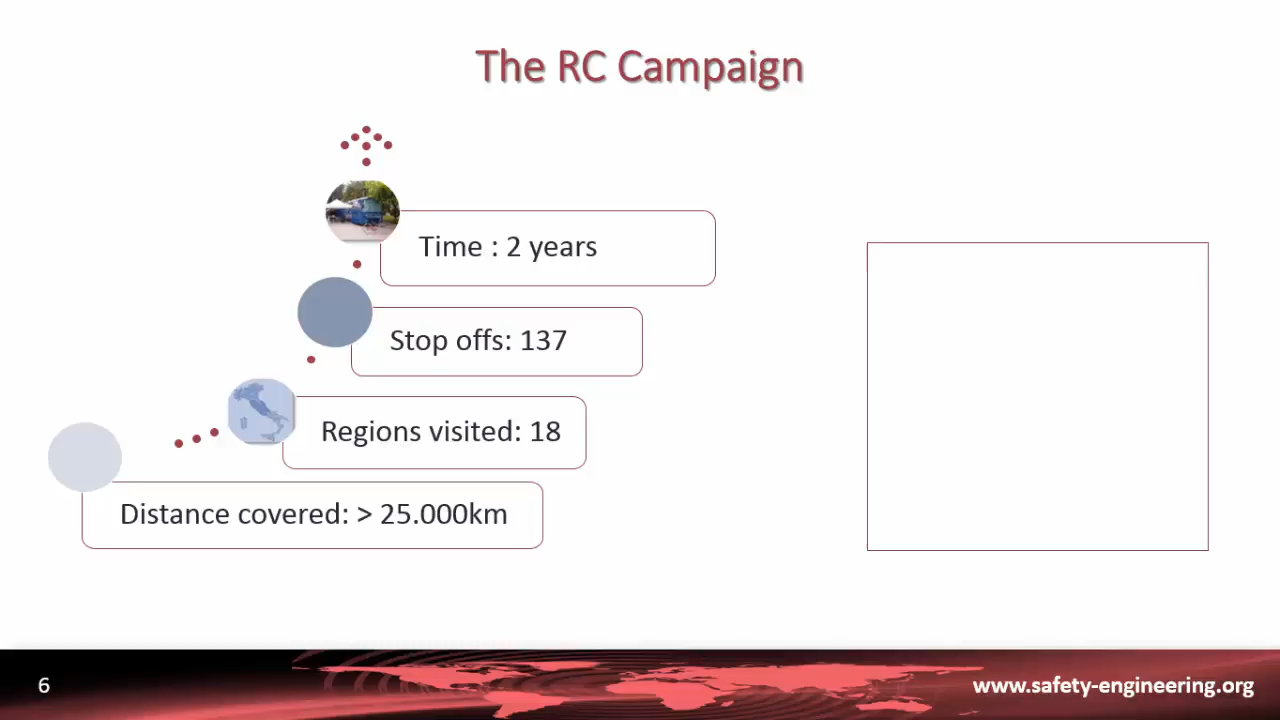 The RC Campaign
Time : 2 years
Stop offs: 137
Regions visited: 18
Distance covered: > 25.000km
6
www.safety-engineering.org